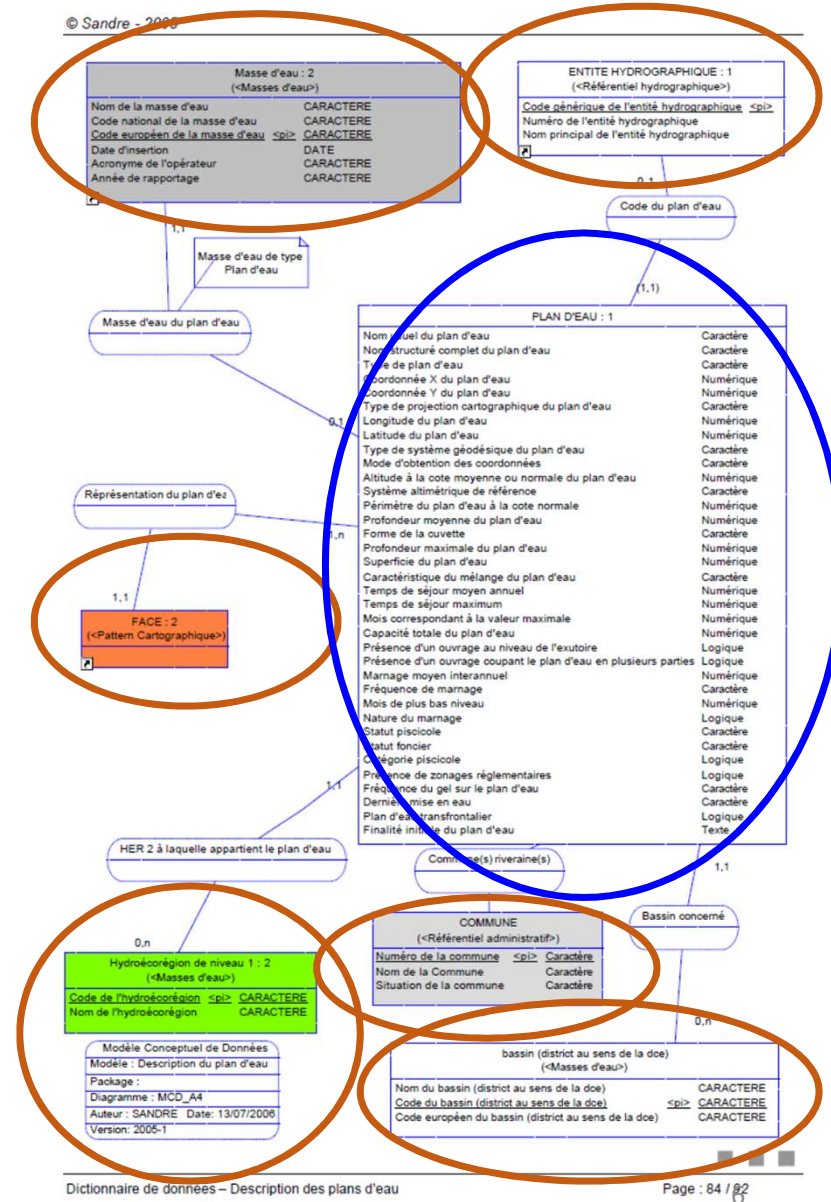 © Sandre - 2006
Masse d'eau : 2
(<Masses d'eau>)
Nom de la masse d'eau CARACTERE
Code national de la masse d'eau CARACTERE
Code européen de la masse d'eau <pi> CARACTERE
Date d'insertion DATE
Acronyme de l'opérateur CARACTERE
Année de rapportage CARACTERE
ENTITE HYDROGRAPHIQUE : 1
(<Référentiel hydrographique>)
Code générique de l'entité hydrographique <pi>
Numéro de l'entité hydrographique
Nom principal de l'entité hydrographique
0,1
Code du plan d'eau
(1,1)
1,1
Masse d'eau de type
Plan d'eau
Masse d'eau du plan d'eau
0,1
PLAN D'EAU : 1
Nom usuel du plan d'eau Caractère
Nom structuré complet du plan d'eau Caractère
Type de plan d'eau Caractère
Coordonnée X du plan d'eau Numérique
Coordonnée Y du plan d'eau Numérique
Type de projection cartographique du plan d'eau Caractère
Longitude du plan d'eau Numérique
Latitude du plan d'eau Numérique
Type de système géodésique du plan d'eau Caractère
Mode d'obtention des coordonnées Caractère
Altitude à la cote moyenne ou normale du plan d'eau Numérique
Système altimétrique de référence Caractère
Périmètre du plan d'eau à la cote normale Numérique
Profondeur moyenne du plan d'eau Numérique
Forme de la cuvette Caractère
Profondeur maximale du plan d'eau Numérique
Superficie du plan d'eau Numérique
Caractéristique du mélange du plan d'eau Caractère
Temps de séjour moyen annuel Numérique
Temps de séjour maximum Numérique
Mois correspondant à la valeur maximale Numérique
Capacité totale du plan d'eau Numérique
Présence d'un ouvrage au niveau de l'exutoire Logique
Présence d'un ouvrage coupant le plan d'eau en plusieurs parties Logique
Marnage moyen interannuel Numérique
Fréquence de marnage Caractère
Mois de plus bas niveau Numérique
Nature du marnage Logique
Statut piscicole Caractère
Statut foncier Caractère
Catégorie piscicole Logique
Présence de zonages réglementaires Logique
Fréquence du gel sur le plan d'eau Caractère
Dernière mise en eau Caractère
Plan d'eau transfrontalier Logique
Finalité initiale du plan d'eau Texte
Réprésentation du plan d'ea
1,n
1,1
FACE : 2
(<Pattern Cartographique>)
1,1
HER 2 à laquelle appartient le plan d'eau
0,n
Hydroécorégion de niveau 1 : 2
(<Masses d'eau>)
Code de l'hydroécorégion <pi> CARACTERE
Nom de l'hydroécorégion CARACTERE
Modèle Conceptuel de Données
Modèle : Description du plan d'eau
Package :
Diagramme : MCD_A4
Auteur : SANDRE Date: 13/07/2006
Version: 2005-1
Commune(s) riveraine(s)
COMMUNE
(<Référentiel administratif>)
Numéro de la commune <pi> Caractère
Nom de la Commune Caractère
Situation de la commune Caractère
1,1
Bassin concerné
0,n
bassin (district au sens de la dce)
(<Masses d'eau>)
Nom du bassin (district au sens de la dce) CARACTERE
Code du bassin (district au sens de la dce) <pi> CARACTERE
Code européen du bassin (district au sens de la dce) CARACTERE
Dictionnaire de données – Description des plans d'eau Page : 84 / 92